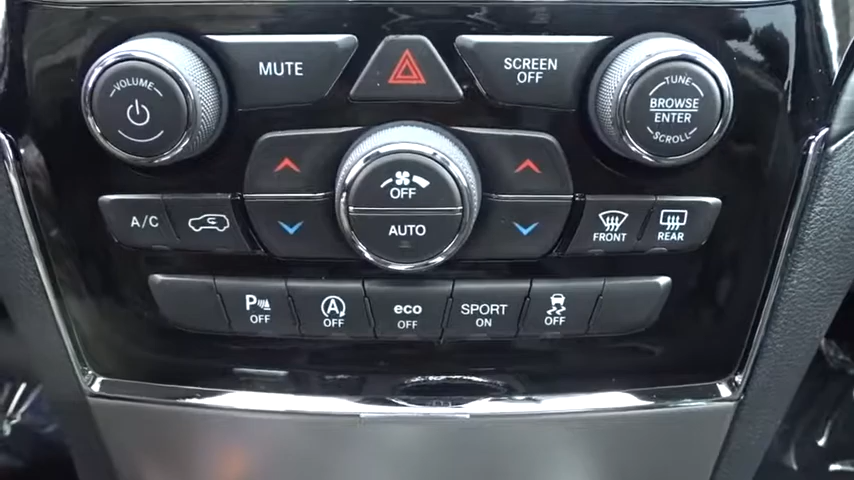 VOLUME
MUTE
SCREEN
OFF
TUNE
BROWSE
ENTER
SCROLL
OFF
AUTO
A/C
FRONT
REAR
P
OFF
A
OFF
eco
OFF
SPORT
ON
OFF